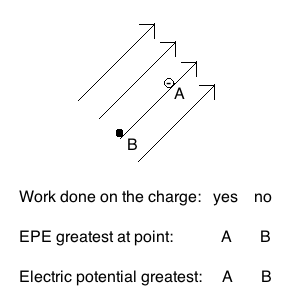 A
B
Work done on the charge: yes no
EPE greatest at point: A B
Electric potential greatest: A B